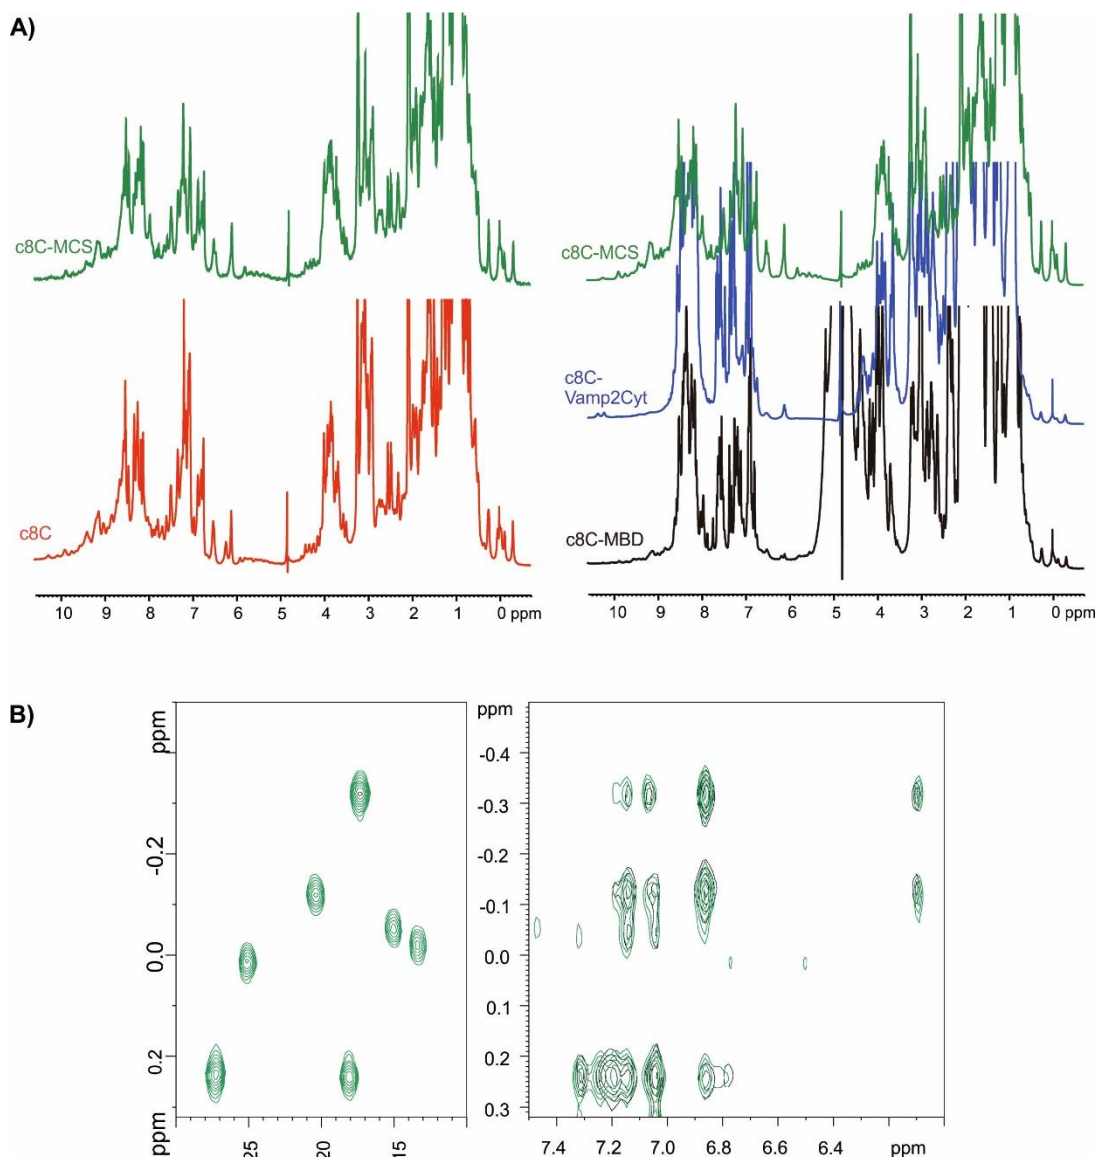 A)
c8C-MCS
c8C
10 9 8 7 6 5 4 3 2 1 0 ppm
c8C-MCS
c8C-
Vamp2Cyt
c8C-MBD
10 9 8 7 6 5 4 3 2 1 0 ppm
B)
ppm
-0.2
0.0
0.2
ppm
25 20 15
ppm
-0.4
-0.3
-0.2
-0.1
0.0
0.1
0.2
0.3
7.4 7.2 7.0 6.8 6.6 6.4 ppm